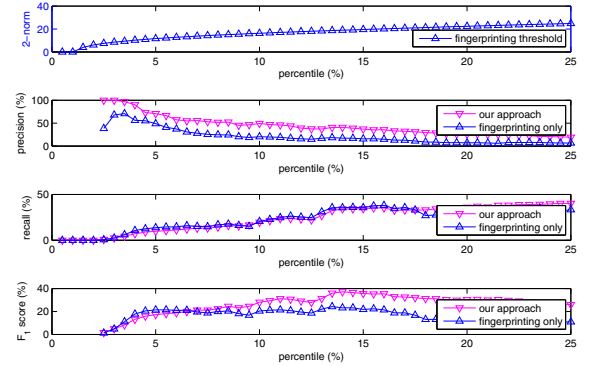 40
20
0
2-norm
fingerprinting threshold
0 5 10 15 20 25
percentile (%)
100
50
0
precision (%)
our approach
fingerprinting only
0 5 10 15 20 25
percentile (%)
50
0
recall (%)
our approach
fingerprinting only
0 5 10 15 20 25
percentile (%)
40
20
0
F1 score (%)
our approach
fingerprinting only
0 5 10 15 20 25
percentile (%)